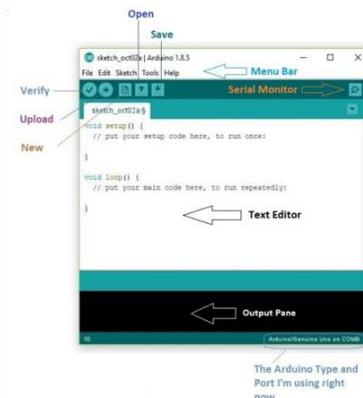 Open
Save
sketch_oct02a | Arduino 1.8.5
File Edit Sketch Tools Help
Menu Bar
Verify
Serial Monitor
Upload
sketch_oct02a §
New
void setup() {
// put your setup code here, to run once:
}
void loop() {
// put your main code here, to run repeatedly:
}
Text Editor
Output Pane
10
Arduino/Genuino Uno on COM9
The Arduino Type and
Port I'm using right
now